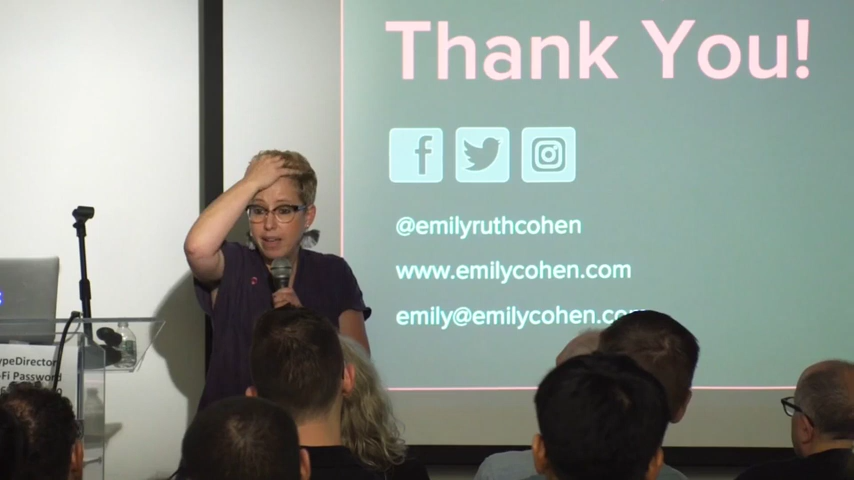 Thank You!
f
@emilyruthcohen
www.emilycohen.com
emily@emilycohen.com
ypeDirector
Fi Password